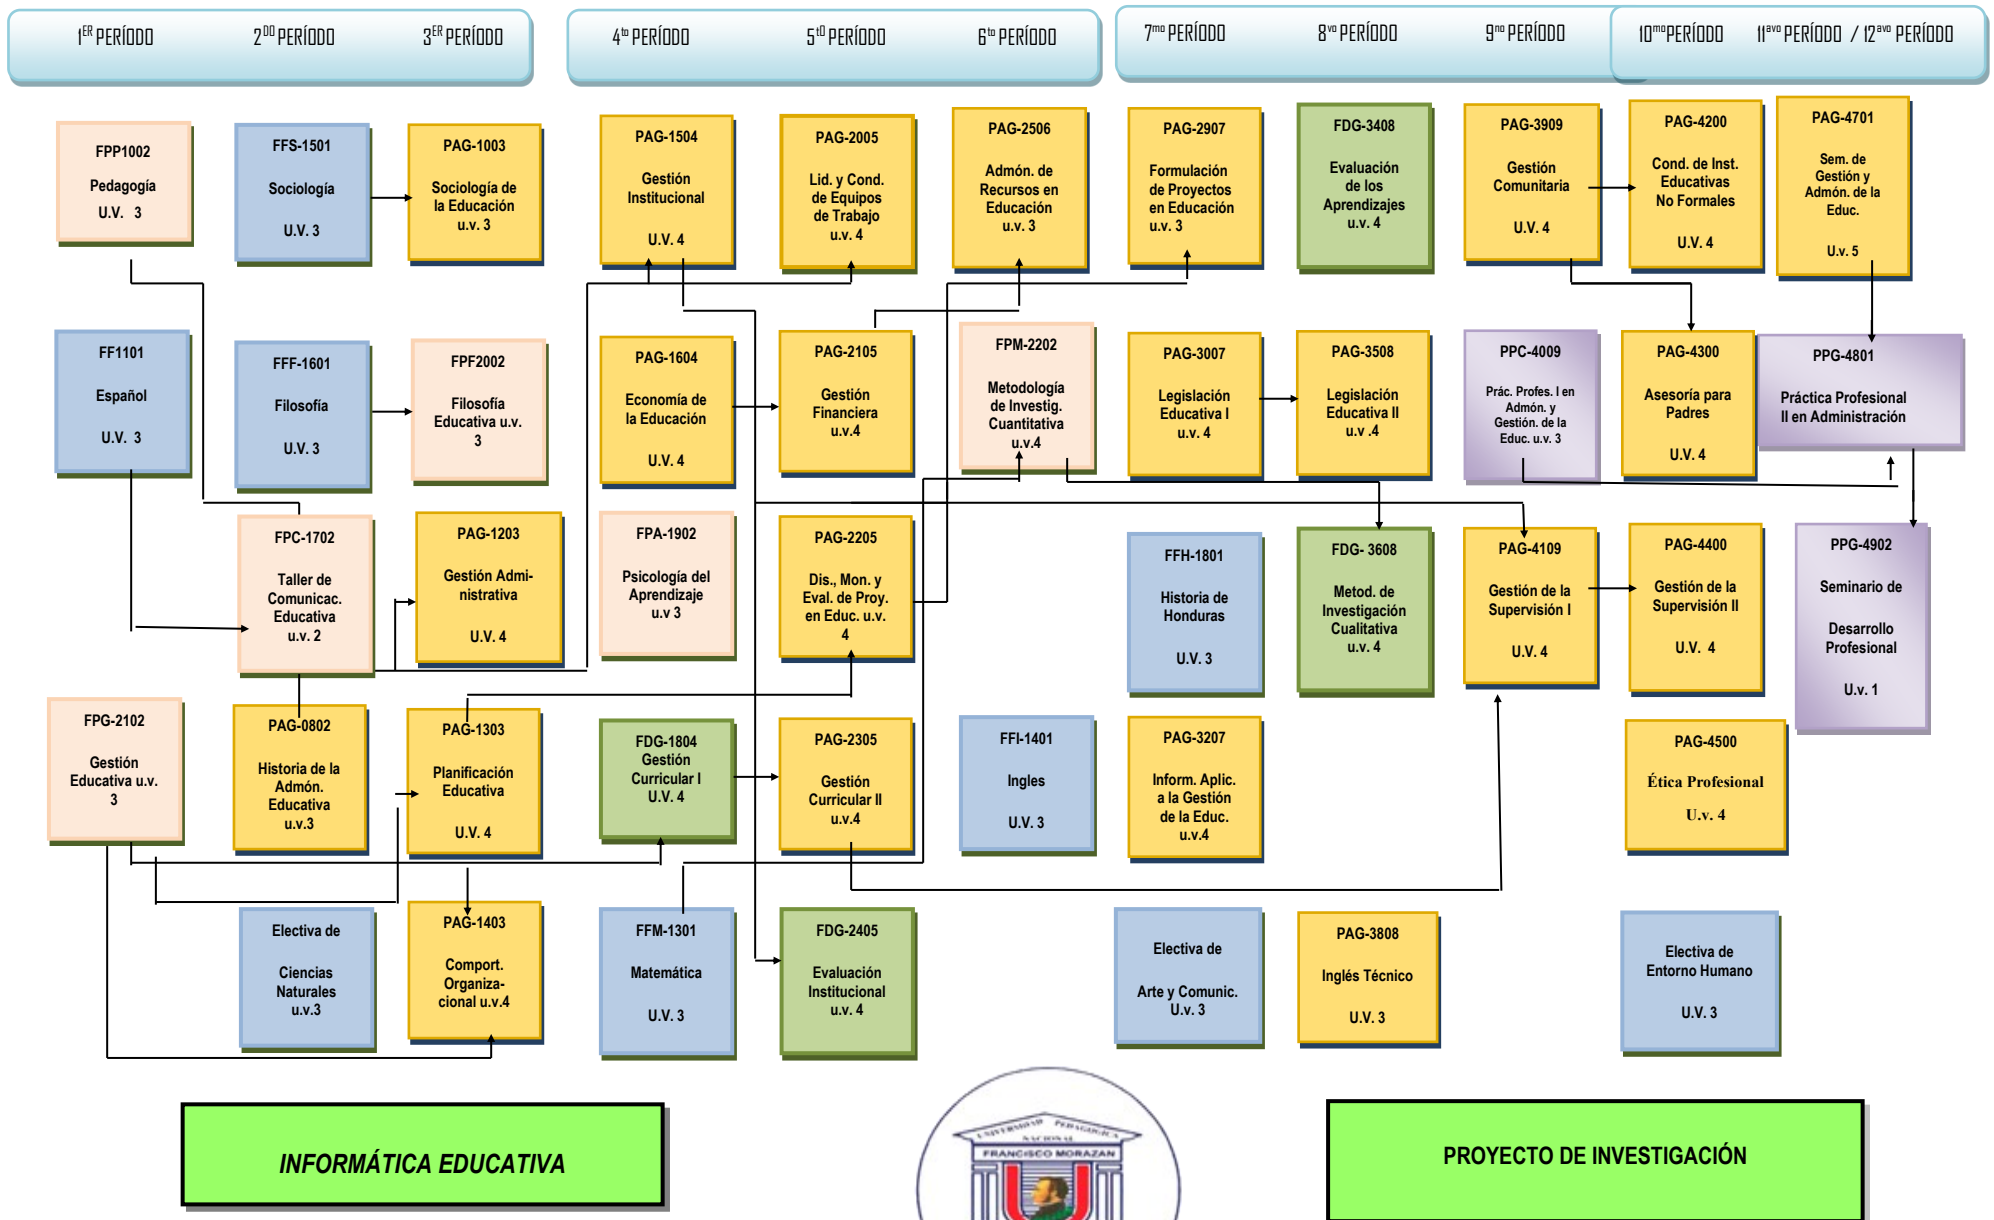 1ER PERÍODO
2DO PERÍODO
3ER PERÍODO
4to PERÍODO
5tO PERÍODO
6to PERÍODO
7mo PERÍODO
8vo PERÍODO
9no PERÍODO
10mo PERÍODO
11avo PERÍODO / 12avo PERÍODO
FPP1002
Pedagogía
U.V. 3
FFS-1501
Sociología
U.V. 3
PAG-1003
Sociología de
la Educación
u.v. 3
PAG-1504
Gestión
Institucional
U.V. 4
PAG-2005
Lid. y Cond.
de Equipos
de Trabajo
u.v. 4
PAG-2506
Admón. de
Recursos en
Educación
u.v. 3
PAG-2907
Formulación
de Proyectos
en Educación
u.v. 3
FDG-3408
Evaluación
de los
Aprendizajes
u.v. 4
PAG-3909
Gestión
Comunitaria
U.V. 4
PAG-4200
Cond. de Inst.
Educativas
No Formales
U.V. 4
PAG-4701
Sem. de
Gestión y
Admón. de la
Educ.
U.v. 5
FF1101
Español
U.V. 3
FFF-1601
Filosofía
U.V. 3
FPF2002
Filosofía
Educativa u.v.
3
PAG-1604
Economía de
la Educación
U.V. 4
PAG-2105
Gestión
Financiera
u.v.4
FPM-2202
Metodología
de Investig.
Cuantitativa
u.v.4
PAG-3007
Legislación
Educativa I
u.v. 4
PAG-3508
Legislación
Educativa II
u.v .4
PPC-4009
Prác. Profes. I en
Admón. y
Gestión. de la
Educ. u.v. 3
PAG-4300
Asesoría para
Padres
U.V. 4
PPG-4801
Práctica Profesional
II en Administración
FPC-1702
Taller de
Comunicac.
Educativa
u.v. 2
PAG-1203
Gestión Admi-
nistrativa
U.V. 4
FPA-1902
Psicología del
Aprendizaje
u.v 3
PAG-2205
Dis., Mon. y
Eval. de Proy.
en Educ. u.v.
4
FFH-1801
Historia de
Honduras
U.V. 3
FDG- 3608
Metod. de
Investigación
Cualitativa
u.v. 4
PAG-4109
Gestión de la
Supervisión I
U.V. 4
PAG-4400
Gestión de la
Supervisión II
U.V. 4
PPG-4902
Seminario de
Desarrollo
Profesional
U.v. 1
FPG-2102
Gestión
Educativa u.v.
3
PAG-0802
Historia de la
Admón.
Educativa
u.v.3
PAG-1303
Planificación
Educativa
U.V. 4
FDG-1804
Gestión
Curricular I
U.V. 4
PAG-2305
Gestión
Curricular II
u.v.4
FFI-1401
Ingles
U.V. 3
PAG-3207
Inform. Aplic.
a la Gestión
de la Educ.
u.v.4
PAG-4500
Ética Profesional
U.v. 4
Electiva de
Ciencias
Naturales
u.v.3
PAG-1403
Comport.
Organiza-
cional u.v.4
FFM-1301
Matemática
U.V. 3
FDG-2405
Evaluación
Institucional
u.v. 4
Electiva de
Arte y Comunic.
U.v. 3
PAG-3808
Inglés Técnico
U.V. 3
Electiva de
Entorno Humano
U.V. 3
INFORMÁTICA EDUCATIVA
UNIVERSIDAD PEDAGOGICA
NACIONAL
FRANCISCO MORAZAN
PROYECTO DE INVESTIGACIÓN